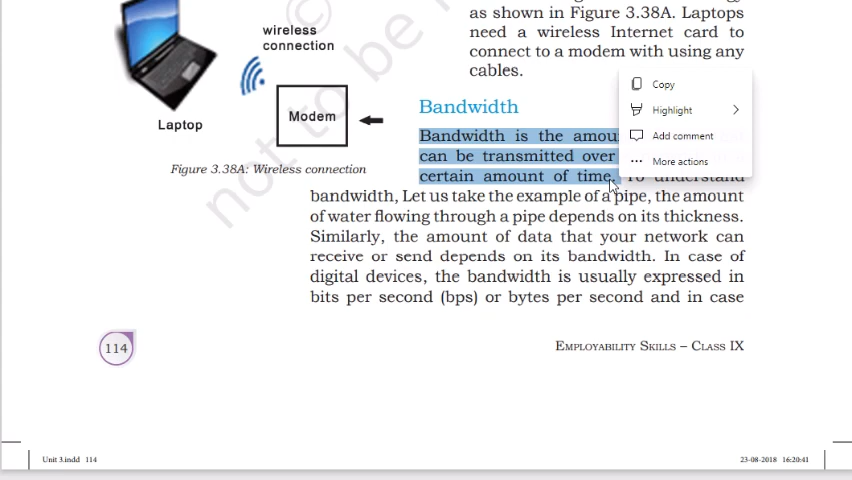 as shown in Figure 3.38A. Laptops
need a wireless Internet card to
connect to a modem with using any
cables.
wireless
connection
Modem
Laptop
Figure 3.38A: Wireless connection
Bandwidth
Bandwidth is the amou
can be transmitted over
certain amount of time. To understand
bandwidth, Let us take the example of a pipe, the amount
of water flowing through a pipe depends on its thickness.
Similarly, the amount of data that your network can
receive or send depends on its bandwidth. In case of
digital devices, the bandwidth is usually expressed in
bits per second (bps) or bytes per second and in case
Copy
Highlight
Add comment
More actions
not to be
©
114
Employability Skills – Class IX
Unit 3.indd 114
23-08-2018 16:20:41